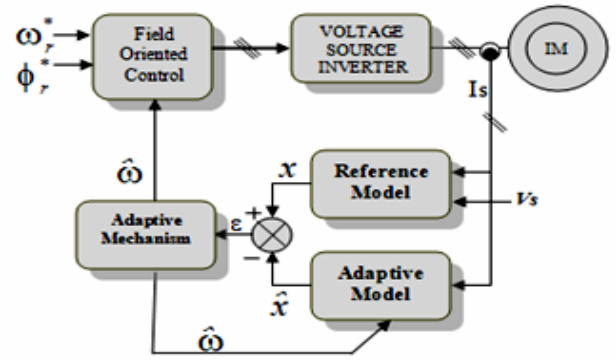 ω*r
ϕ*r
Field
Oriented
Control
VOLTAGE
SOURCE
INVERTER
IM
Is
ω̂
x
Reference
Model
Vs
Adaptive
Mechanism
ε
+
−
x̂
Adaptive
Model
ω̂